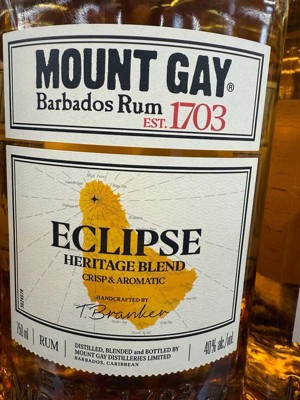 MOUNT GAY®
Barbados Rum
EST. 1703
ECLIPSE
HERITAGE BLEND
CRISP & AROMATIC
HANDCRAFTED BY
T. Branker
750 ml
RUM
DISTILLED, BLENDED and BOTTLED BY
MOUNT GAY DISTILLERIES LIMITED
BARBADOS, CARIBBEAN
40% alc/vol.